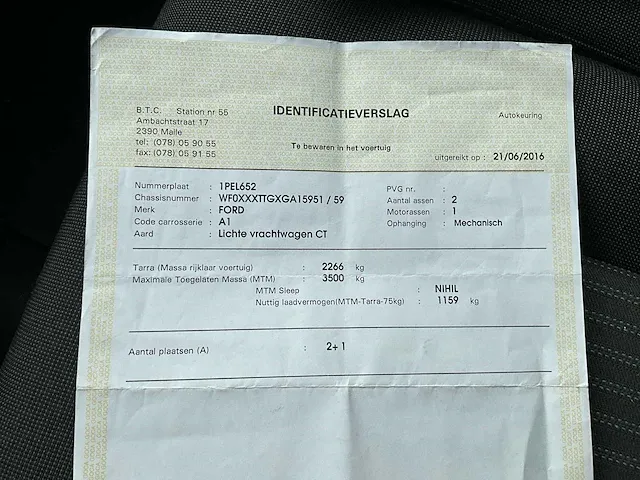 B.T.C. Station nr 55
Ambachtstraat 17
2390 Malle
tel: (078) 05 90 55
fax: (078) 05 91 55
IDENTIFICATIEVERSLAG
Te bewaren in het voertuig
Autokeuring
uitgereikt op : 21/06/2016
Nummerplaat : 1PEL652
Chassisnummer : WF0XXXTTGXGA15951 / 59
Merk : FORD
Code carrosserie : A1
Aard : Lichte vrachtwagen CT
PVG nr. :
Aantal assen : 2
Motorassen : 1
Ophanging : Mechanisch
Tarra (Massa rijklaar voertuig) : 2266 kg
Maximale Toegelaten Massa (MTM) : 3500 kg
MTM Sleep : NIHIL
Nuttig laadvermogen(MTM-Tarra-75kg) : 1159 kg
Aantal plaatsen (A) : 2+1